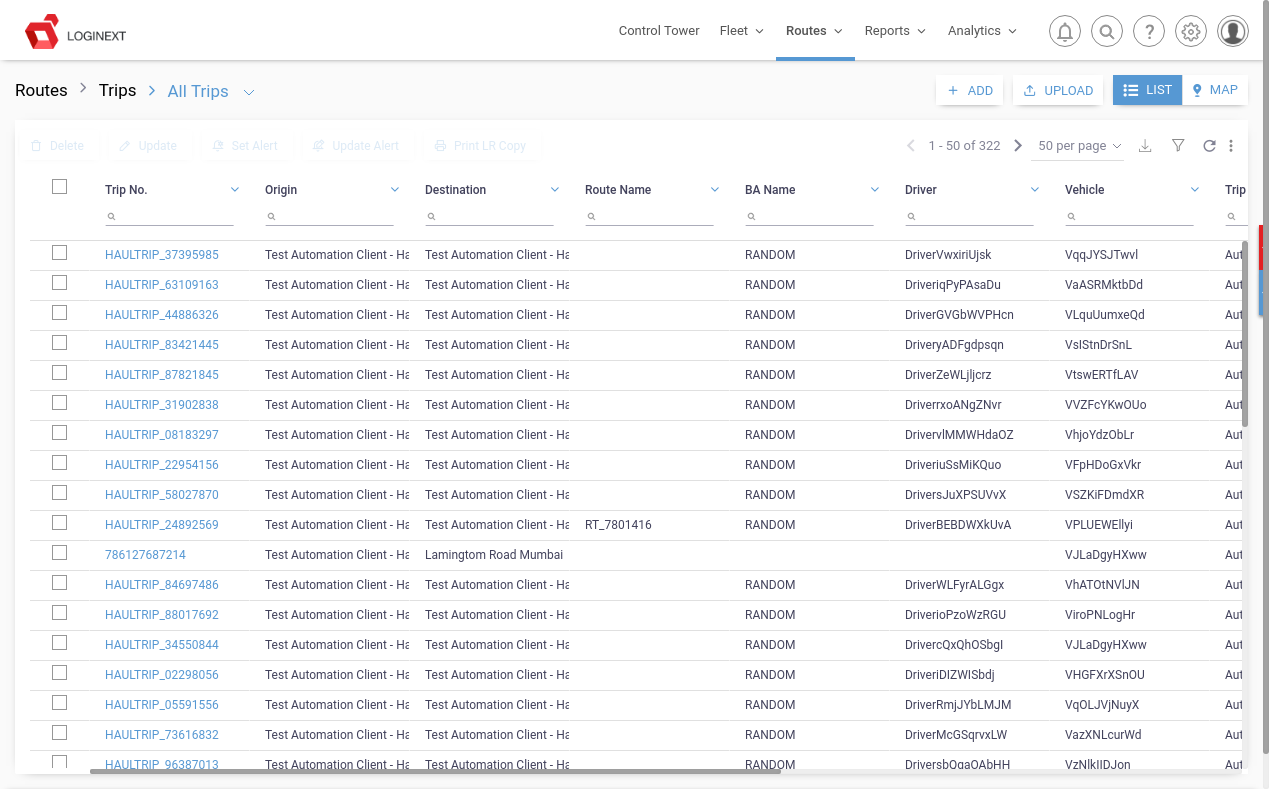 LOGINEXT
Control Tower Fleet Routes Reports Analytics
Routes > Trips > All Trips
+ ADD UPLOAD LIST MAP
Delete Update Set Alert Update Alert Print LR Copy 1 - 50 of 322 50 per page
Trip No. Origin Destination Route Name BA Name Driver Vehicle Trip
HAULTRIP_37395985 Test Automation Client - Ha Test Automation Client - Ha RANDOM DriverVwxiriUjsk VqqJYSJTwvl Aut
HAULTRIP_63109163 Test Automation Client - Ha Test Automation Client - Ha RANDOM DriveriqPyPAsaDu VaASRMktbDd Aut
HAULTRIP_44886326 Test Automation Client - Ha Test Automation Client - Ha RANDOM DriverGVGbWVPHcn VLquUumxeQd Aut
HAULTRIP_83421445 Test Automation Client - Ha Test Automation Client - Ha RANDOM DriveryADFgdpsqn VsIStnDrSnL Aut
HAULTRIP_87821845 Test Automation Client - Ha Test Automation Client - Ha RANDOM DriverZeWLjljcrz VtswERTfLAV Aut
HAULTRIP_31902838 Test Automation Client - Ha Test Automation Client - Ha RANDOM DriverrxoANgZNvr VVZFcYKwOUo Aut
HAULTRIP_08183297 Test Automation Client - Ha Test Automation Client - Ha RANDOM DrivervlMMWHdaOZ VhjoYdzObLr Aut
HAULTRIP_22954156 Test Automation Client - Ha Test Automation Client - Ha RANDOM DriveriuSsMiKQuo VFpHDoGxVkr Aut
HAULTRIP_58027870 Test Automation Client - Ha Test Automation Client - Ha RANDOM DriversJuXPSUVvX VSZKiFDmdXR Aut
HAULTRIP_24892569 Test Automation Client - Ha Test Automation Client - Ha RT_7801416 RANDOM DriverBEBDWXkUvA VPLUEWEllyi Aut
786127687214 Test Automation Client - Ha Lamingtom Road Mumbai VJLaDgyHXww Aut
HAULTRIP_84697486 Test Automation Client - Ha Test Automation Client - Ha RANDOM DriverWLFyrALGgx VhATOtNVlJN Aut
HAULTRIP_88017692 Test Automation Client - Ha Test Automation Client - Ha RANDOM DriverioPzoWzRGU ViroPNLogHr Aut
HAULTRIP_34550844 Test Automation Client - Ha Test Automation Client - Ha RANDOM DrivercQxQhOSbgI VJLaDgyHXww Aut
HAULTRIP_02298056 Test Automation Client - Ha Test Automation Client - Ha RANDOM DriveriDIZWISbdj VHGFXrXSnOU Aut
HAULTRIP_05591556 Test Automation Client - Ha Test Automation Client - Ha RANDOM DriverRmjJYbLMJM VqOLJVjNuyX Aut
HAULTRIP_73616832 Test Automation Client - Ha Test Automation Client - Ha RANDOM DriverMcGSqrvxLW VazXNLcurWd Aut
HAULTRIP_96387013 Test Automation Client - Ha Test Automation Client - Ha RANDOM DriversbOgaOAbHH VzNlkIIDJon Aut